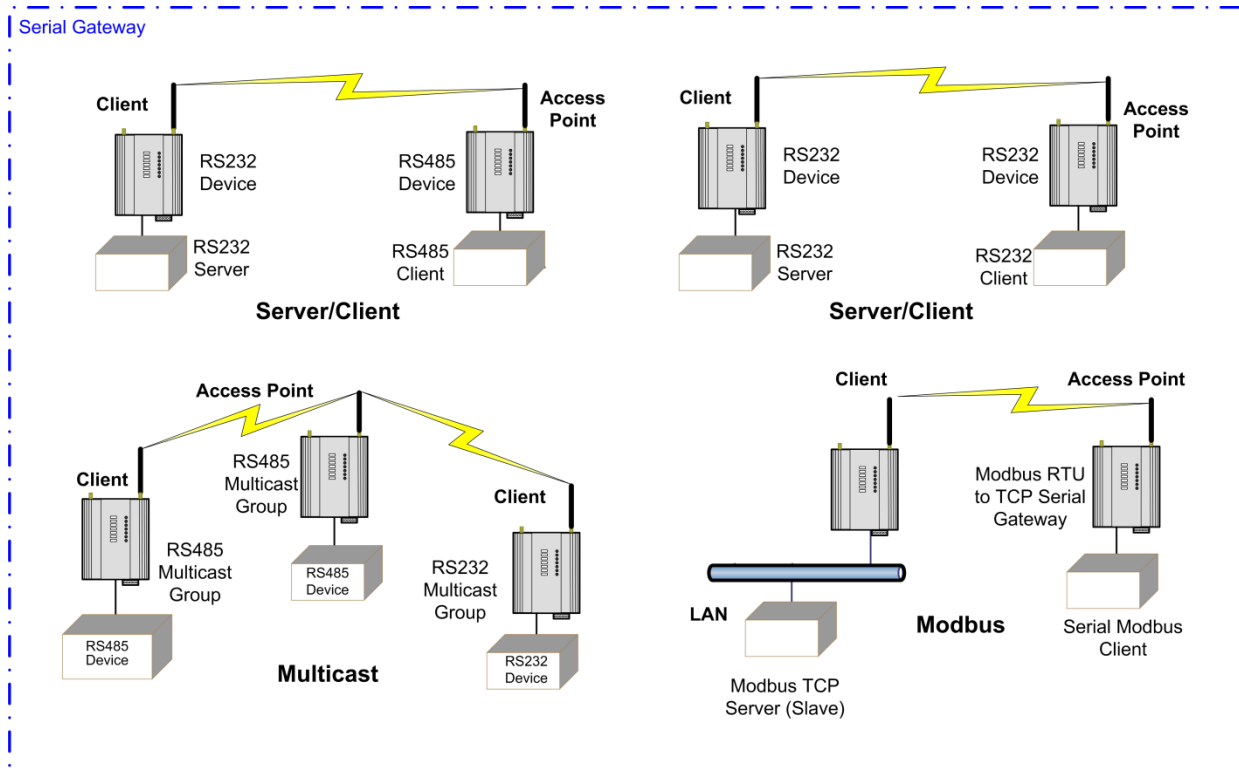 Serial Gateway
Client
RS232
Device
RS232
Server
Access
Point
RS485
Device
RS485
Client
Server/Client
Client
RS232
Device
RS232
Server
Access
Point
RS232
Device
RS232
Client
Server/Client
Access Point
Client
RS485
Multicast
Group
RS485
Device
RS485
Multicast
Group
RS485
Device
Client
RS232
Multicast
Group
RS232
Device
Multicast
Client
Access Point
Modbus RTU
to TCP Serial
Gateway
LAN
Modbus
Serial Modbus
Client
Modbus TCP
Server (Slave)